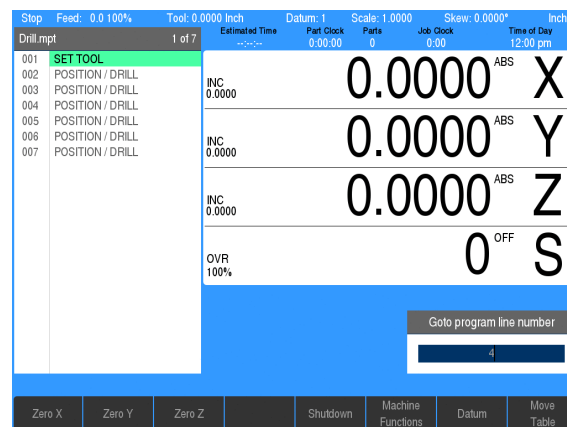 Stop Feed: 0.0 100% Tool: 0.0000 Inch Datum: 1 Scale: 1.0000 Skew: 0.0000° Inch
Drill.mpt 1 of 7
Estimated Time Part Clock Parts Job Clock Time of Day
--:--:-- 0:00:00 0 0:00 12:00 pm
001 SET TOOL
002 POSITION / DRILL
003 POSITION / DRILL
004 POSITION / DRILL
005 POSITION / DRILL
006 POSITION / DRILL
007 POSITION / DRILL
INC 0.0000 0.0000 ABS X
INC 0.0000 0.0000 ABS Y
INC 0.0000 0.0000 ABS Z
OVR 100% 0 OFF S
Goto program line number
4
Zero X Zero Y Zero Z Shutdown Machine Functions Datum Move Table